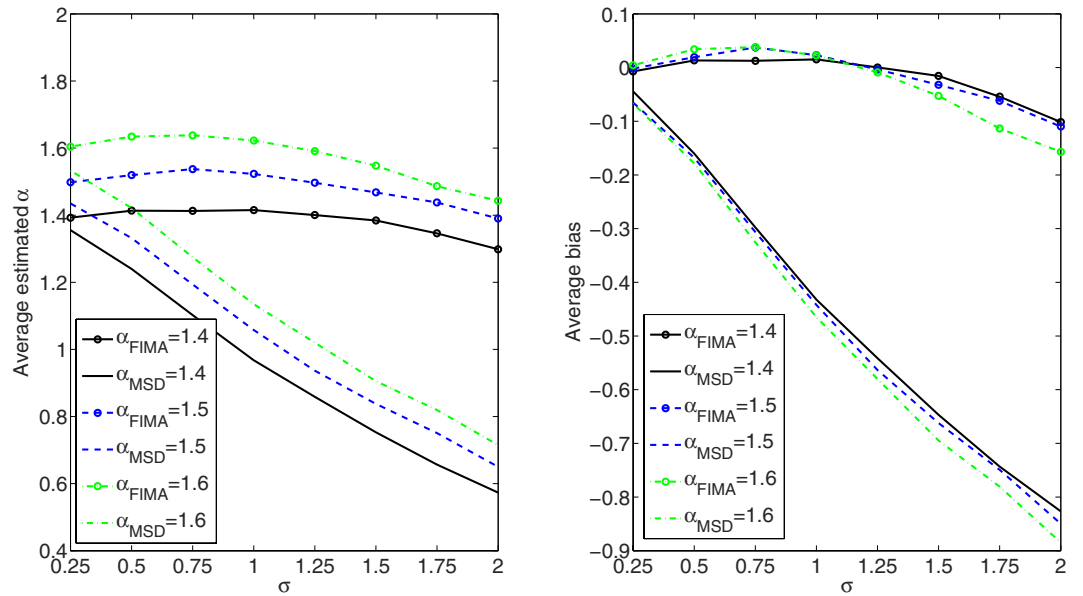 2
1.8
1.6
1.4
1.2
1
0.8
0.6
0.4
Average estimated α
α_FIMA=1.4
α_MSD=1.4
α_FIMA=1.5
α_MSD=1.5
α_FIMA=1.6
α_MSD=1.6
0.25 0.5 0.75 1 1.25 1.5 1.75 2
σ
0.1
0
−0.1
−0.2
−0.3
−0.4
−0.5
−0.6
−0.7
−0.8
−0.9
Average bias
α_FIMA=1.4
α_MSD=1.4
α_FIMA=1.5
α_MSD=1.5
α_FIMA=1.6
α_MSD=1.6
0.25 0.5 0.75 1 1.25 1.5 1.75 2
σ